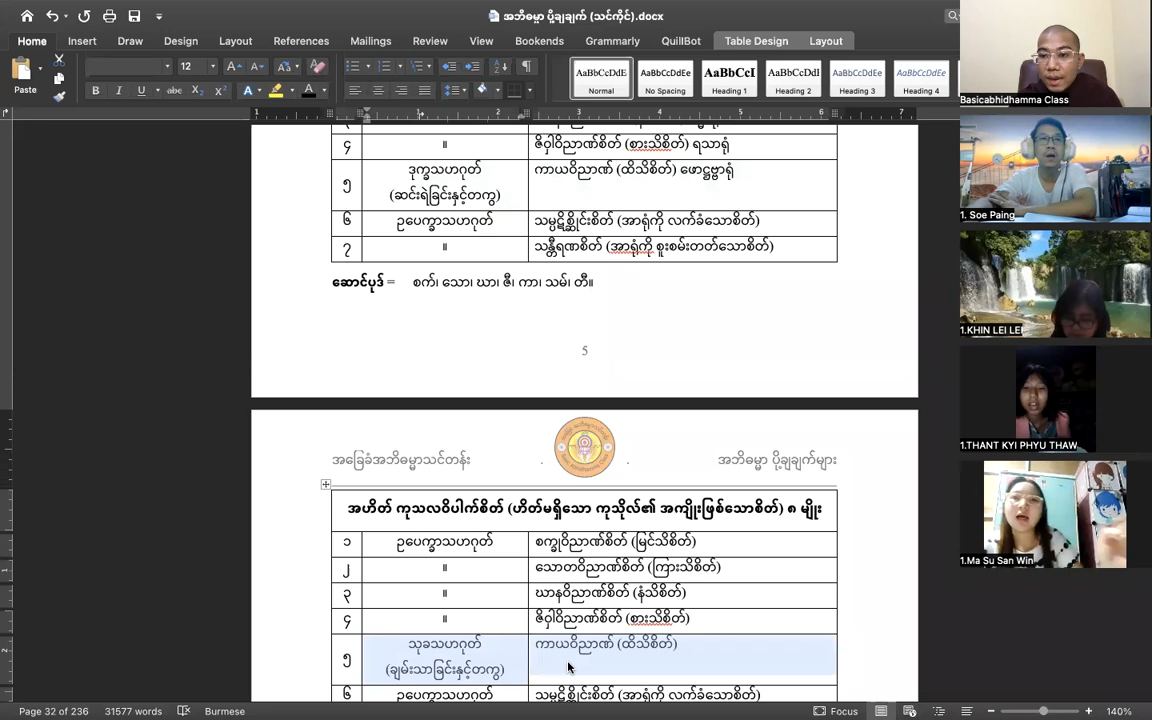 အဘိဓမ္မာ ပို့ချချက် (သင်ကိုင်).docx
Home Insert Draw Design Layout References Mailings Review View Bookends Grammarly QuillBot Table Design Layout
12
Paste
AaBbCcDdE AaBbCcDdEe AaBbCcI AaBbCcDdI AaBbCcDdEe AaBbCcDdEe
Normal No Spacing Heading 1 Heading 2 Heading 3 Heading 4
၄ ။ ဇိဝှါဝိညာဏ်စိတ် (စားသိစိတ်) ရသာရုံ
၅ ဒုက္ခသဟဂုတ် ကာယဝိညာဏ် (ထိသိစိတ်) ဖောဋ္ဌဗ္ဗာရုံ
(ဆင်းရဲခြင်းနှင့်တကွ)
၆ ဥပေက္ခာသဟဂုတ် သမ္ပဋိစ္ဆိုင်းစိတ် (အာရုံကို လက်ခံသောစိတ်)
၇ ။ သန္တီရဏစိတ် (အာရုံကို စူးစမ်းတတ်သောစိတ်)
ဆောင်ပုဒ် = စက်၊ သော၊ ဃာ၊ ဇီ၊ ကာ၊ သမ်၊ တီ။
5
အခြေခံအဘိဓမ္မာသင်တန်း . . အဘိဓမ္မာ ပို့ချချက်များ
အဟိတ် ကုသလဝိပါက်စိတ် (ဟိတ်မရှိသော ကုသိုလ်၏ အကျိုးဖြစ်သောစိတ်) ၈ မျိုး
၁ ဥပေက္ခာသဟဂုတ် စက္ခုဝိညာဏ်စိတ် (မြင်သိစိတ်)
၂ ။ သောတဝိညာဏ်စိတ် (ကြားသိစိတ်)
၃ ။ ဃာနဝိညာဏ်စိတ် (နံသိစိတ်)
၄ ။ ဇိဝှါဝိညာဏ်စိတ် (စားသိစိတ်)
၅ သုခသဟဂုတ် ကာယဝိညာဏ် (ထိသိစိတ်)
(ချမ်းသာခြင်းနှင့်တကွ)
၆ ဥပေက္ခာသဟဂုတ် သမ္ပဋိစ္ဆိုင်းစိတ် (အာရုံကို လက်ခံသောစိတ်)
Page 32 of 236 31577 words Burmese Focus 140%
Basicabhidhamma Class
1. Soe Paing
1.KHIN LEI LEI
1.THANT KYI PHYU THAW
1.Ma Su San Win